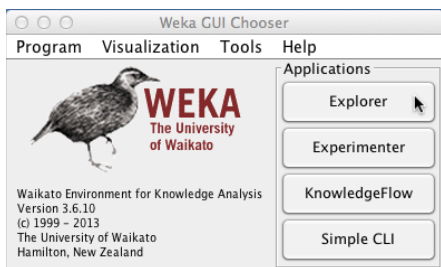 Weka GUI Chooser
Program Visualization Tools Help
WEKA
The University
of Waikato
Waikato Environment for Knowledge Analysis
Version 3.6.10
(c) 1999 - 2013
The University of Waikato
Hamilton, New Zealand
Applications
Explorer
Experimenter
KnowledgeFlow
Simple CLI